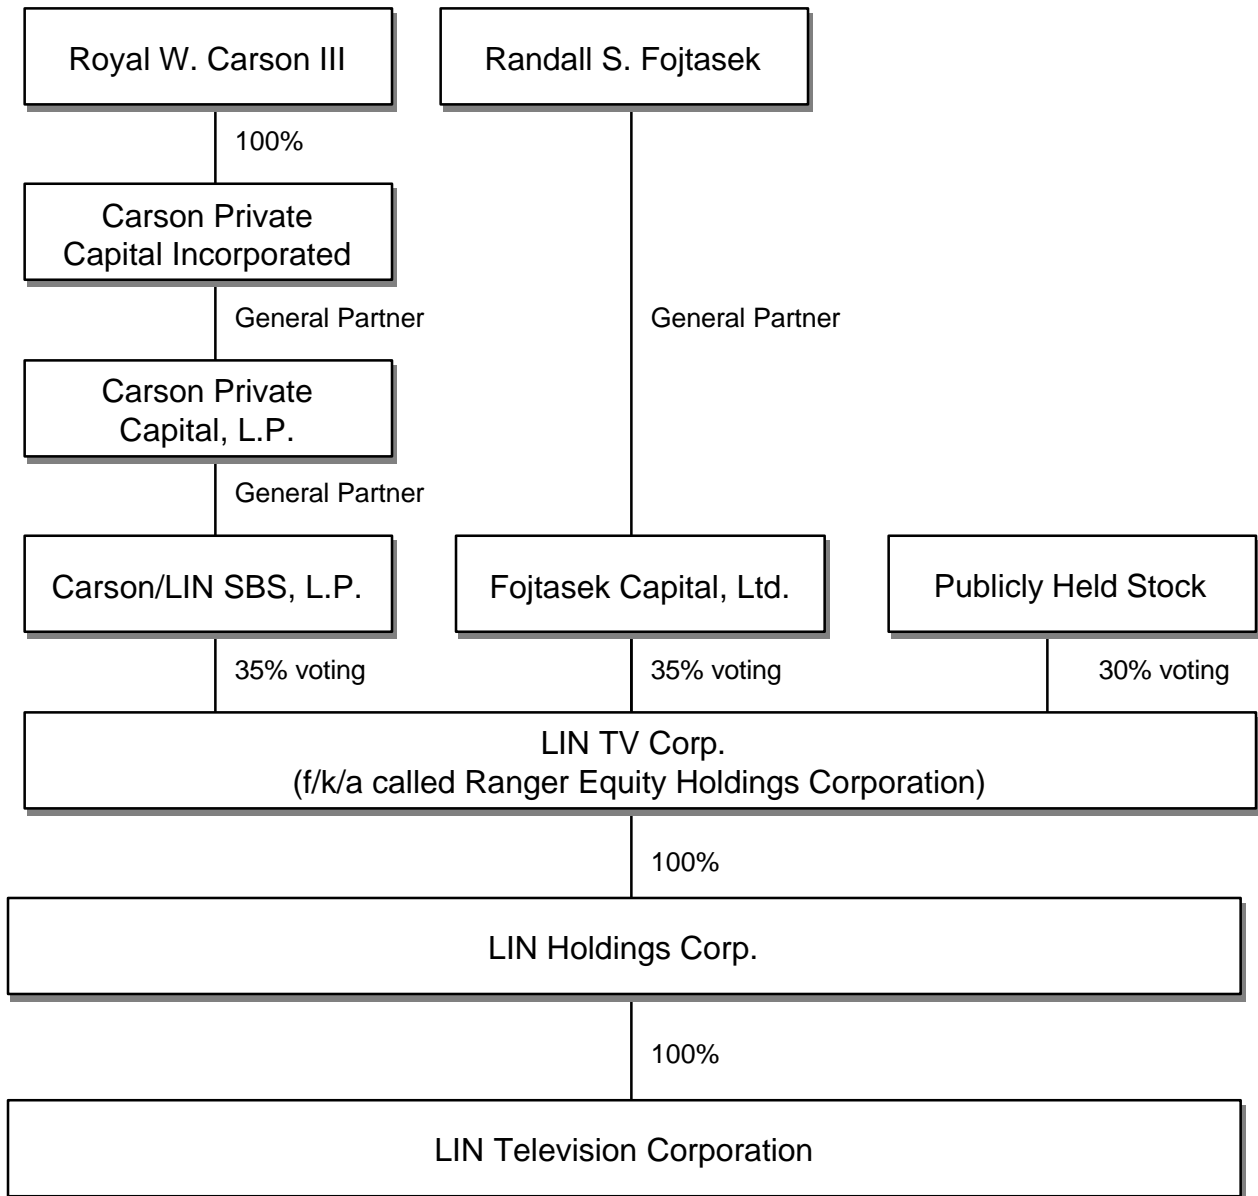 Royal W. Carson III
Randall S. Fojtasek
100%
Carson Private
Capital Incorporated
General Partner
General Partner
Carson Private
Capital, L.P.
General Partner
Carson/LIN SBS, L.P.
Fojtasek Capital, Ltd.
Publicly Held Stock
35% voting
35% voting
30% voting
LIN TV Corp.
(f/k/a called Ranger Equity Holdings Corporation)
100%
LIN Holdings Corp.
100%
LIN Television Corporation